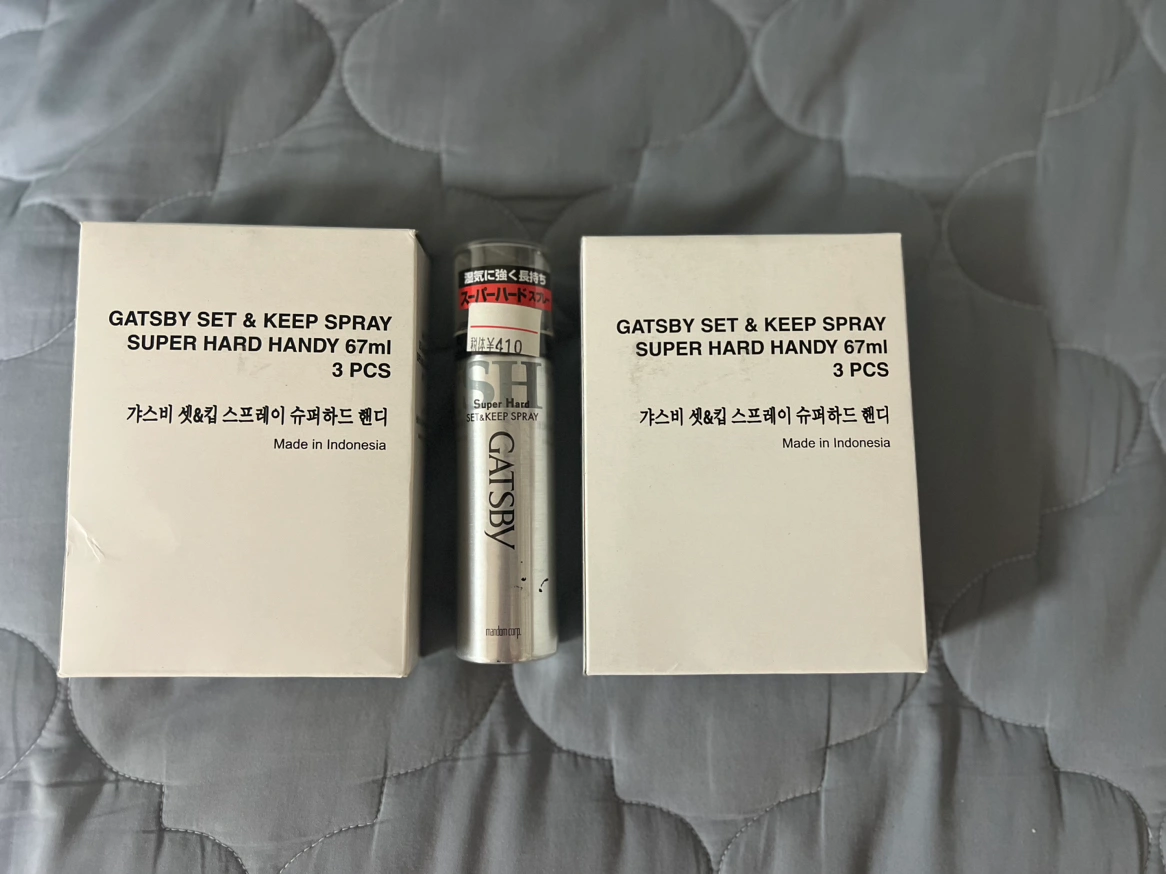 GATSBY SET & KEEP SPRAY
SUPER HARD HANDY 67ml
3 PCS
갸스비 셋&킵 스프레이 슈퍼하드 핸디
Made in Indonesia
湿気に強く長持ち
スーパーハードスプレー
税体¥410
SH
Super Hard
SET&KEEP SPRAY
GATSBY
mandom corp.
GATSBY SET & KEEP SPRAY
SUPER HARD HANDY 67ml
3 PCS
갸스비 셋&킵 스프레이 슈퍼하드 핸디
Made in Indonesia